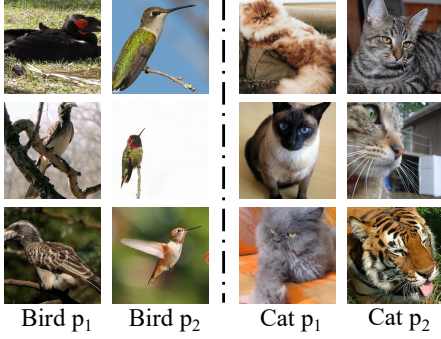 Bird p₁ Bird p₂ Cat p₁ Cat p₂